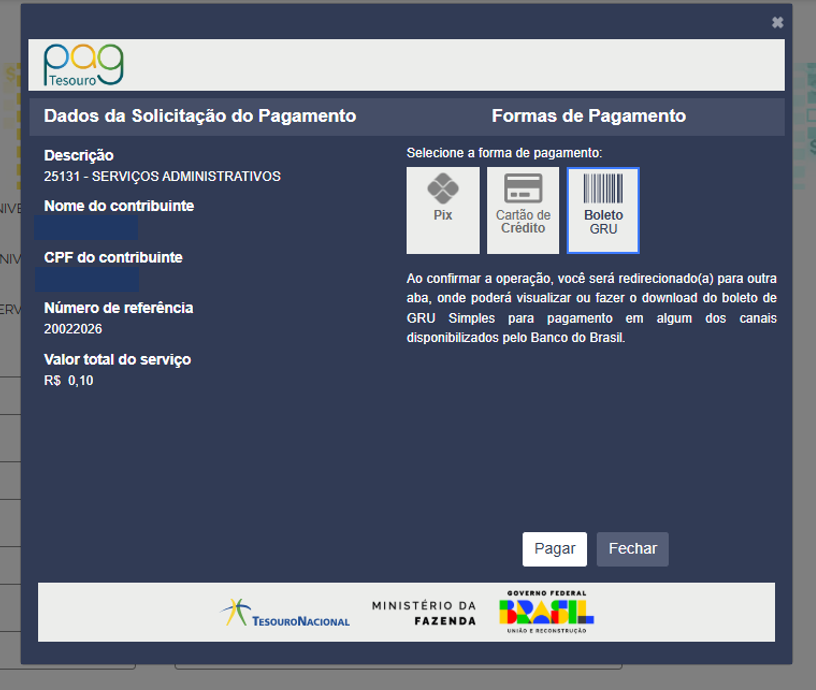 pag
Tesouro
Dados da Solicitação do Pagamento
Descrição
25131 - SERVIÇOS ADMINISTRATIVOS
Nome do contribuinte
CPF do contribuinte
Número de referência
20022026
Valor total do serviço
R$ 0,10
Formas de Pagamento
Selecione a forma de pagamento:
Pix
Cartão de
Crédito
Boleto
GRU
Ao confirmar a operação, você será redirecionado(a) para outra
aba, onde poderá visualizar ou fazer o download do boleto de
GRU Simples para pagamento em algum dos canais
disponibilizados pelo Banco do Brasil.
Pagar
Fechar
TESOURONACIONAL
MINISTÉRIO DA
FAZENDA
GOVERNO FEDERAL
BRASIL
UNIÃO E RECONSTRUÇÃO